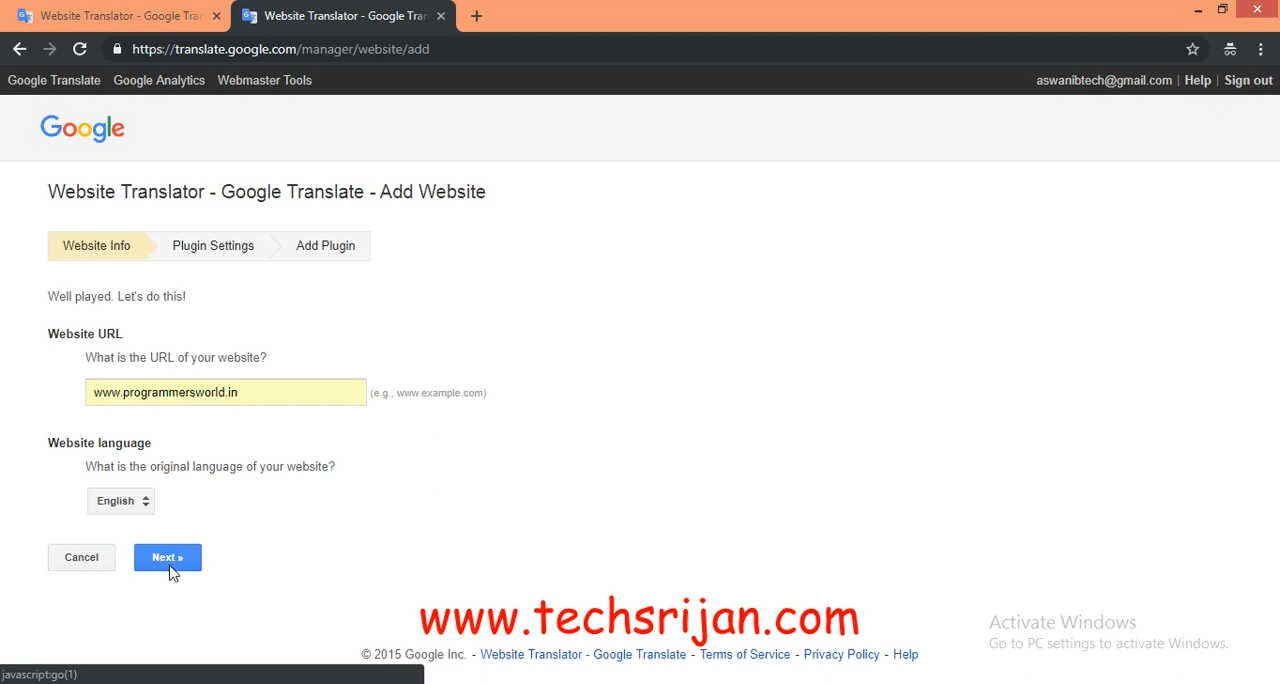 Website Translator - Google Tra
Website Translator - Google Tran
https://translate.google.com/manager/website/add
Google Translate Google Analytics Webmaster Tools
aswanibtech@gmail.com | Help | Sign out
Google
Website Translator - Google Translate - Add Website
Website Info Plugin Settings Add Plugin
Well played. Let's do this!
Website URL
What is the URL of your website?
www.programmersworld.in (e.g., www.example.com)
Website language
What is the original language of your website?
English
Cancel Next »
www.techsrijan.com
Activate Windows
Go to PC settings to activate Windows.
© 2015 Google Inc. - Website Translator - Google Translate - Terms of Service - Privacy Policy - Help
javascript:go(1)